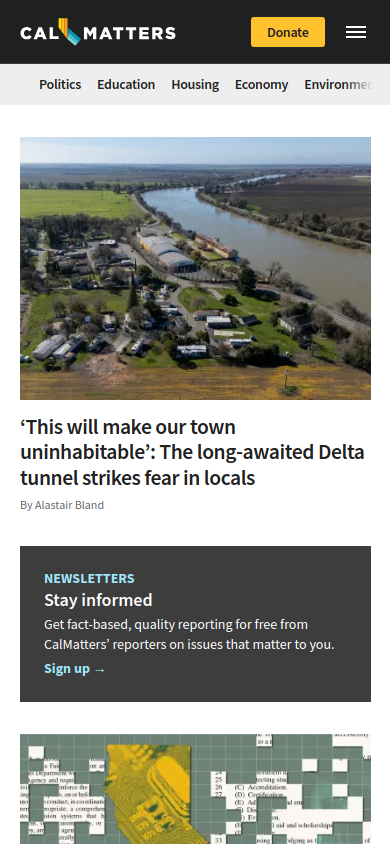 CAL MATTERS
Donate
Politics Education Housing Economy
‘This will make our town
uninhabitable’: The long-awaited Delta
tunnel strikes fear in locals
By Alastair Bland
NEWSLETTERS
Stay informed
Get fact-based, quality reporting for free from
CalMatters’ reporters on issues that matter to you.
Sign up →